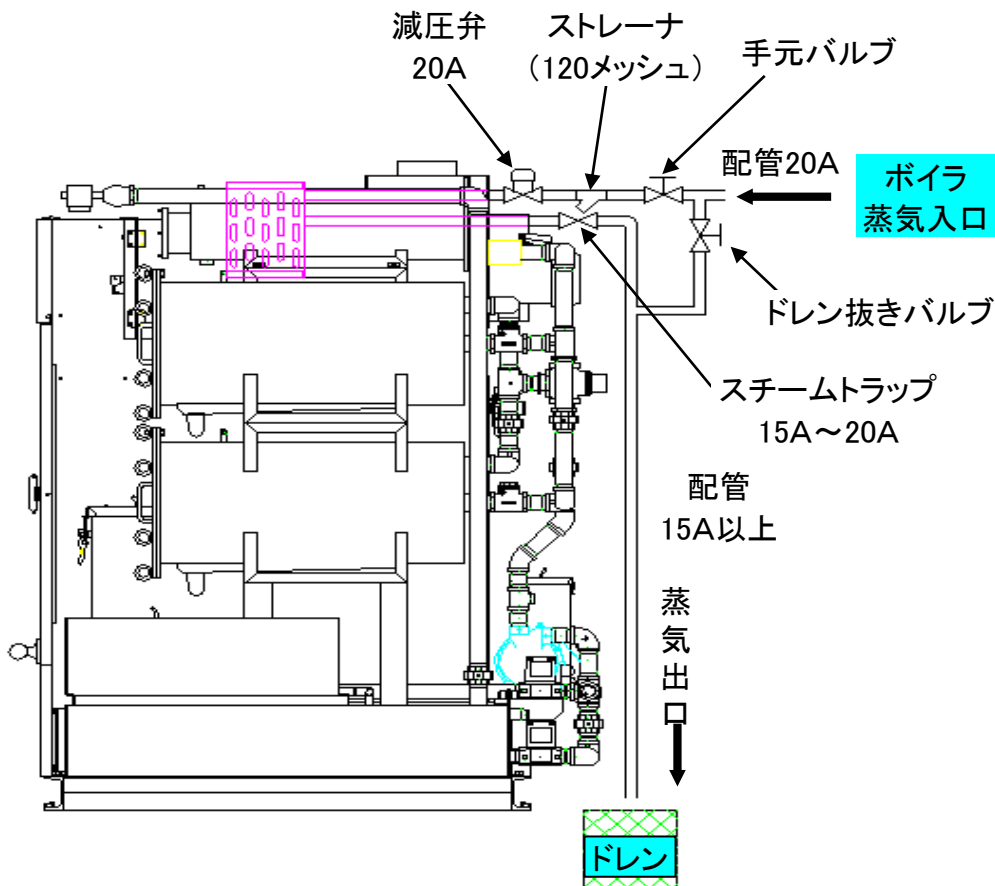 減圧弁
20A
ストレーナ
（120メッシュ）
手元バルブ
配管20A
ボイラ
蒸気入口
ドレン抜きバルブ
スチームトラップ
15A～20A
配管
15A以上
蒸気出口
ドレン